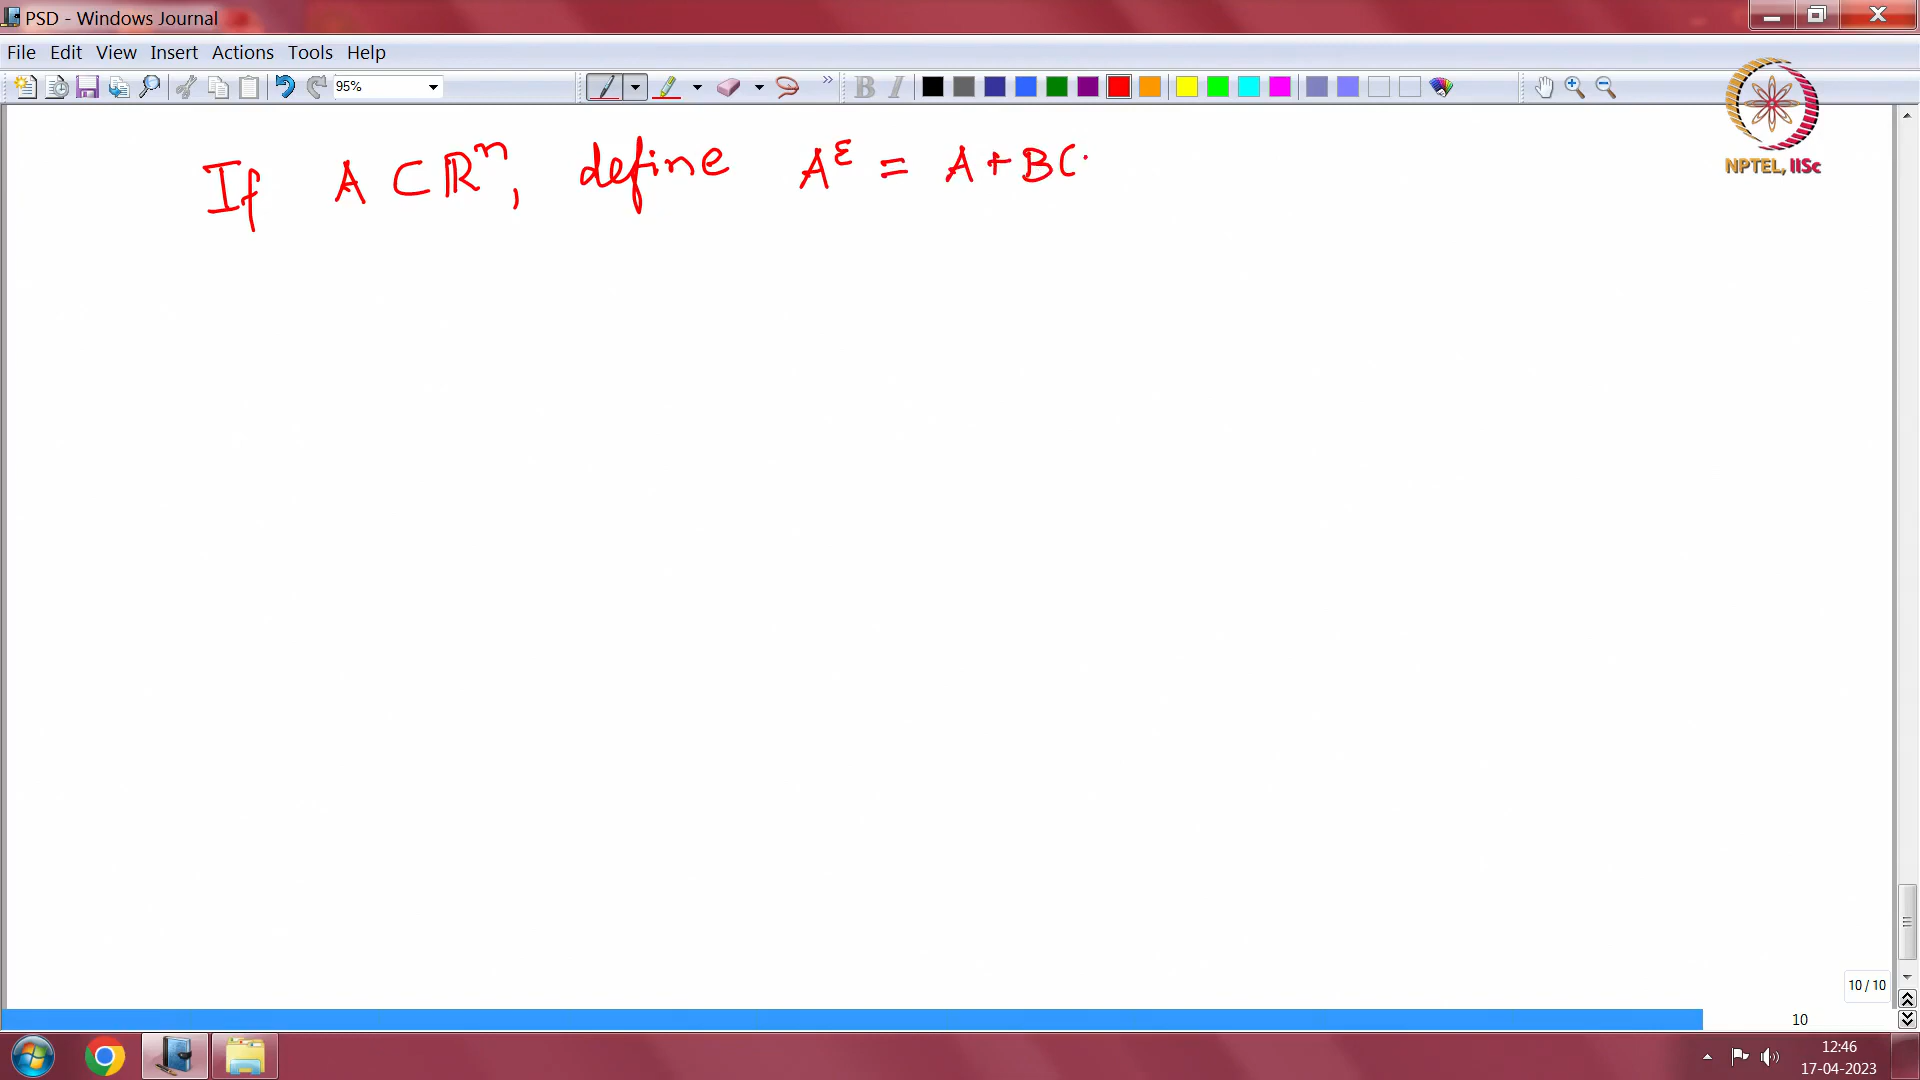 PSD - Windows Journal
File Edit View Insert Actions Tools Help
95%
B I
NPTEL, IISc
If A ⊂ ℝⁿ, define A^ε = A + B(·
10 / 10
10
12:46
17-04-2023